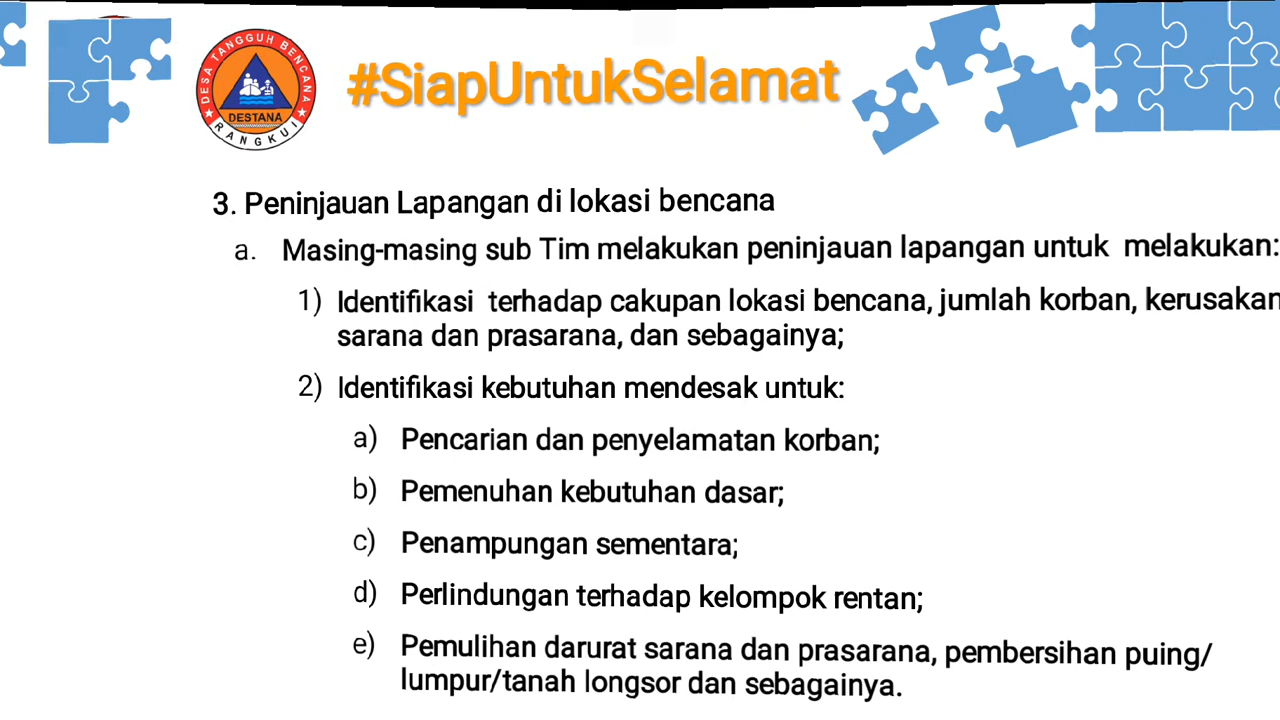 DESA TANGGUH BENCANA
DESTANA
RANGKUI
#SiapUntukSelamat
3. Peninjauan Lapangan di lokasi bencana
a. Masing-masing sub Tim melakukan peninjauan lapangan untuk melakukan:
1) Identifikasi terhadap cakupan lokasi bencana, jumlah korban, kerusakan
sarana dan prasarana, dan sebagainya;
2) Identifikasi kebutuhan mendesak untuk:
a) Pencarian dan penyelamatan korban;
b) Pemenuhan kebutuhan dasar;
c) Penampungan sementara;
d) Perlindungan terhadap kelompok rentan;
e) Pemulihan darurat sarana dan prasarana, pembersihan puing/
lumpur/tanah longsor dan sebagainya.